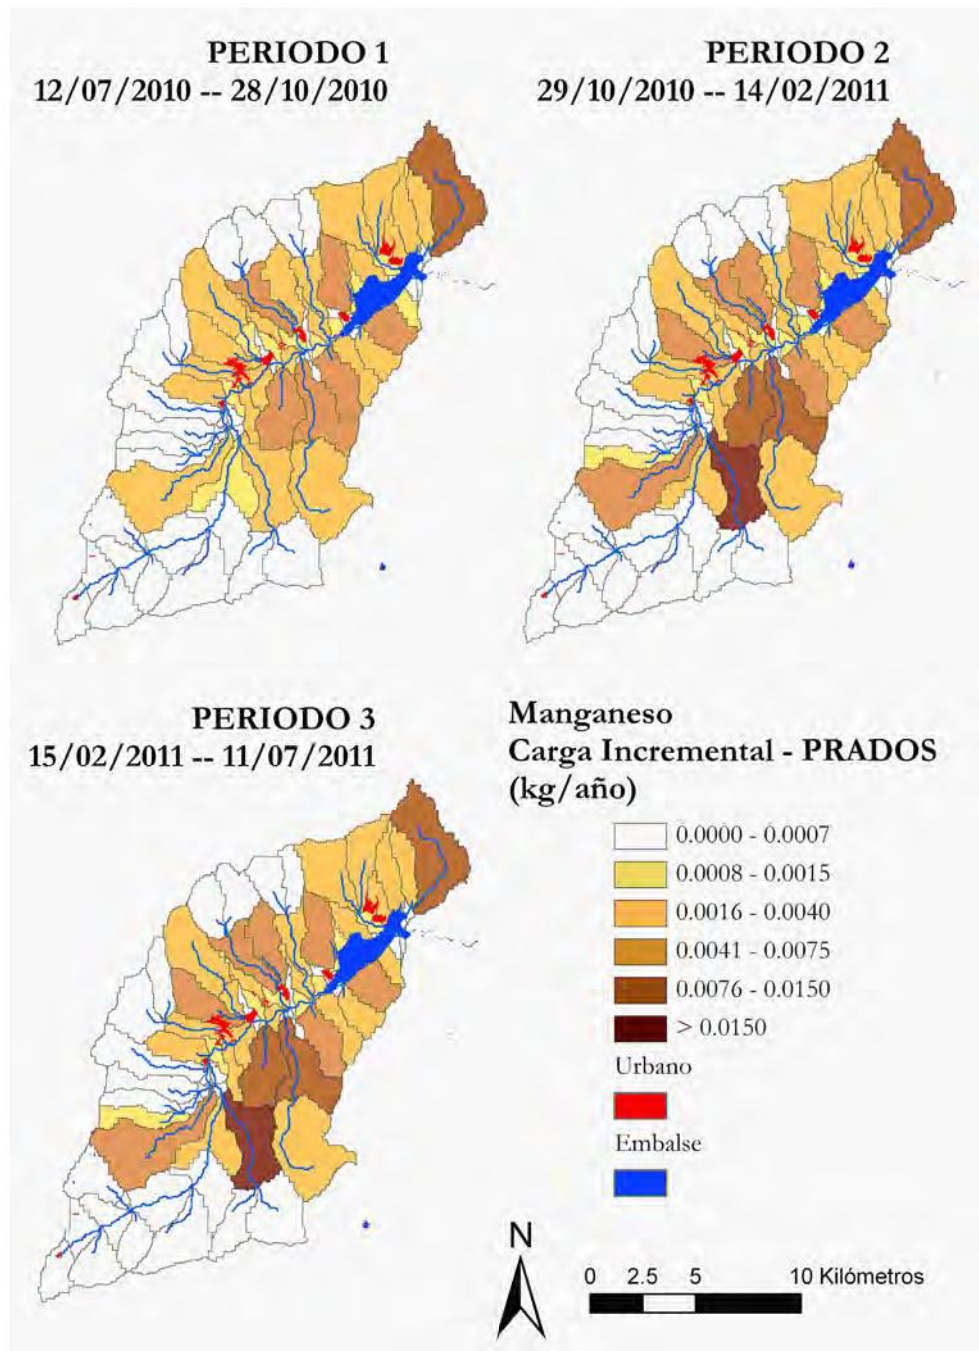 PERIODO 1
12/07/2010 -- 28/10/2010
PERIODO 2
29/10/2010 -- 14/02/2011
PERIODO 3
15/02/2011 -- 11/07/2011
Manganeso
Carga Incremental - PRADOS
(kg/año)
0.0000 - 0.0007
0.0008 - 0.0015
0.0016 - 0.0040
0.0041 - 0.0075
0.0076 - 0.0150
> 0.0150
Urbano
Embalse
N
0 2.5 5 10 Kilómetros